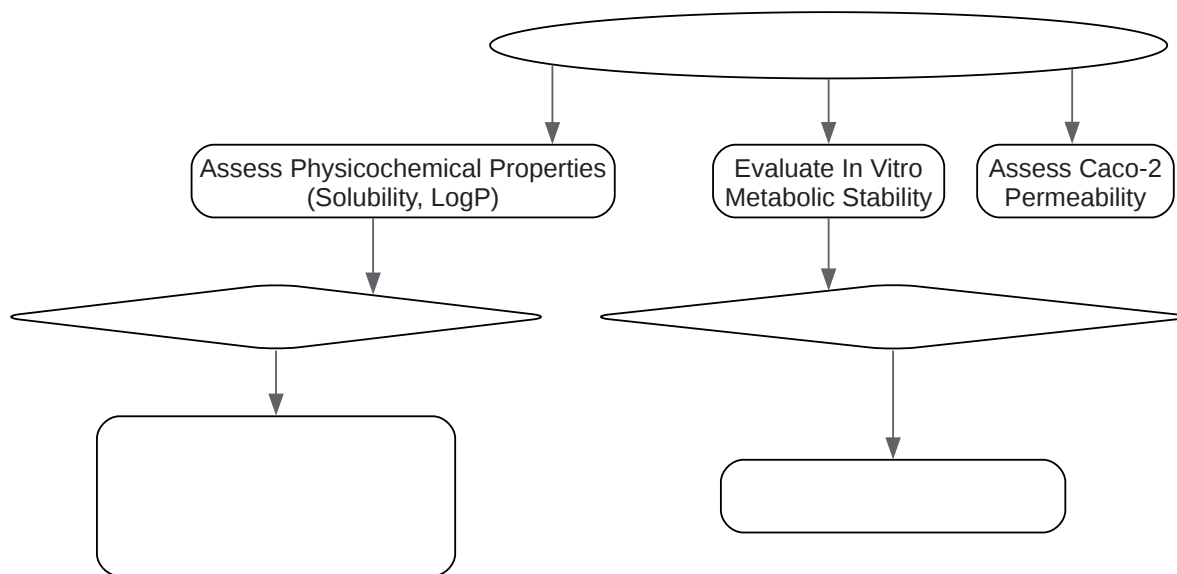 Assess Physicochemical Properties
(Solubility, LogP)
Evaluate In Vitro
Metabolic Stability
Assess Caco-2
Permeability